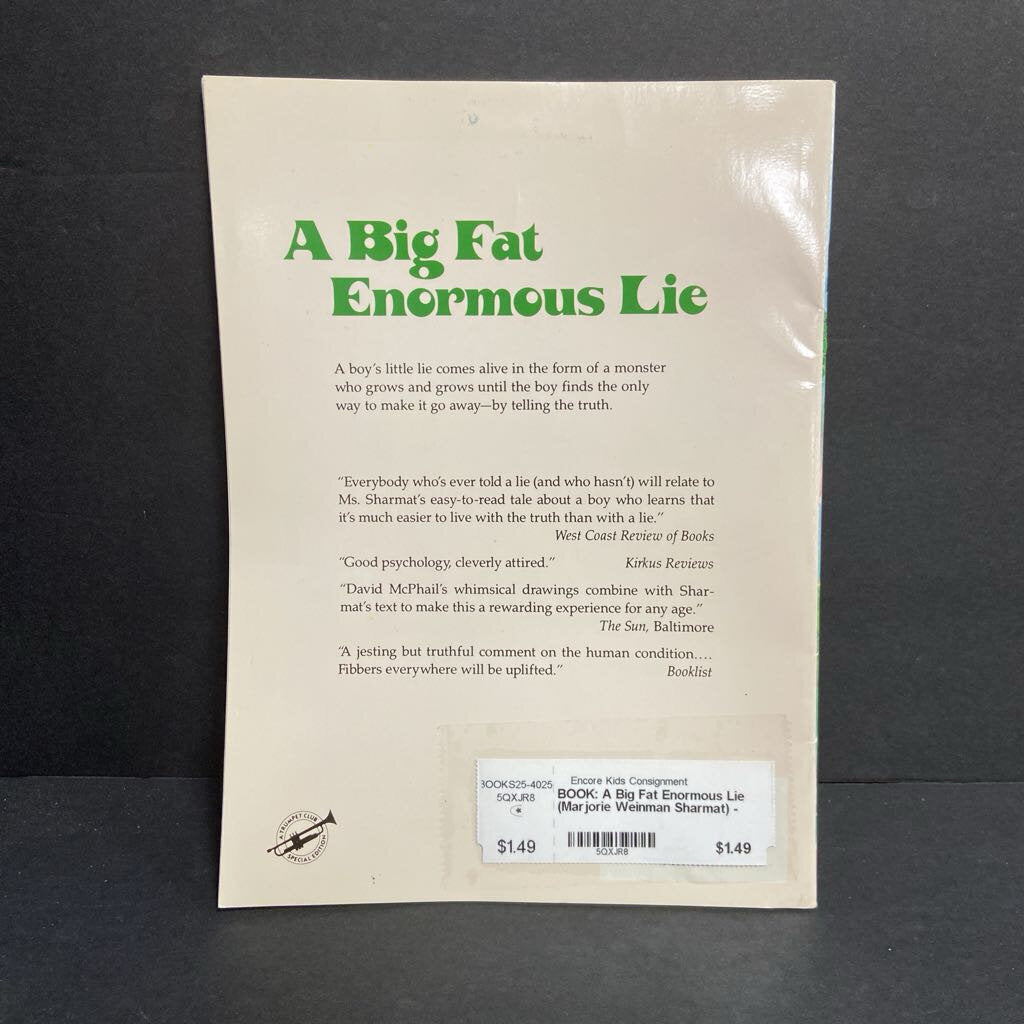 A Big Fat
Enormous Lie
A boy's little lie comes alive in the form of a monster
who grows and grows until the boy finds the only
way to make it go away—by telling the truth.
“Everybody who's ever told a lie (and who hasn't) will relate to
Ms. Sharmat's easy-to-read tale about a boy who learns that
it's much easier to live with the truth than with a lie.”
West Coast Review of Books
“Good psychology, cleverly attired.” Kirkus Reviews
“David McPhail's whimsical drawings combine with Shar-
mat's text to make this a rewarding experience for any age.”
The Sun, Baltimore
“A jesting but truthful comment on the human condition....
Fibbers everywhere will be uplifted.” Booklist
A TRUMPET CLUB
SPECIAL EDITION
BOOKS25-4025
5QXJR8
$1.49
Encore Kids Consignment
BOOK: A Big Fat Enormous Lie
(Marjorie Weinman Sharmat) -
5QXJR8
$1.49